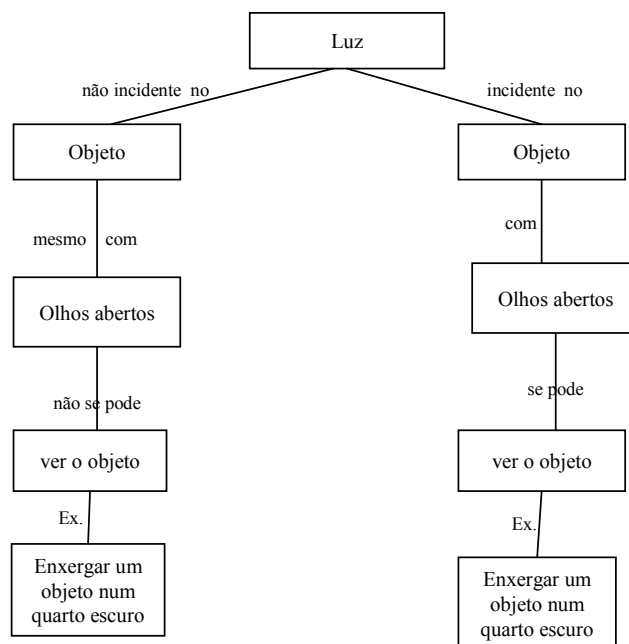 Luz
não incidente no
incidente no
Objeto
Objeto
mesmo com
com
Olhos abertos
Olhos abertos
não se pode
se pode
ver o objeto
ver o objeto
Ex.
Ex.
Enxergar um
objeto num
quarto escuro
Enxergar um
objeto num
quarto escuro